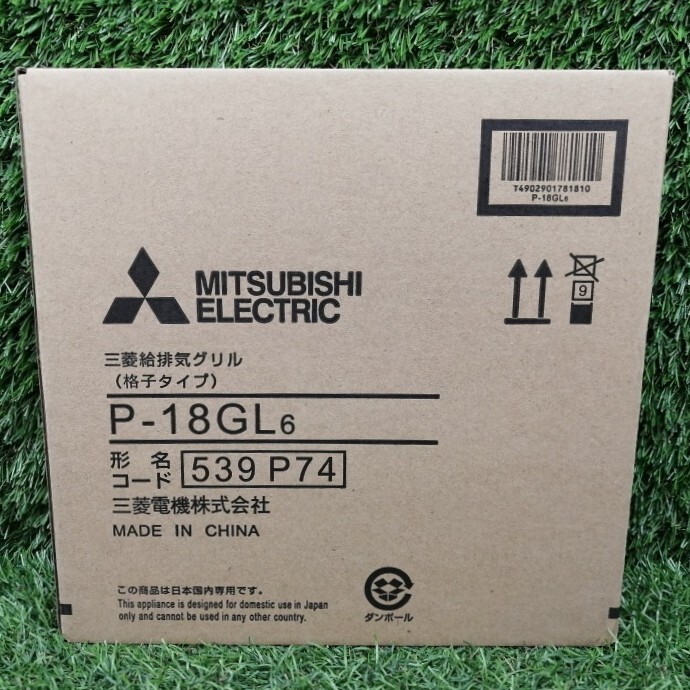 T4902901781810
P-18GL6
MITSUBISHI
ELECTRIC
9
三菱給排気グリル
(格子タイプ)
P-18GL6
形 名
コード 539 P74
三菱電機株式会社
MADE IN CHINA
この商品は日本国内専用です。
This appliance is designed for domestic use in Japan
only and cannot be used in any other country.
ダンボール